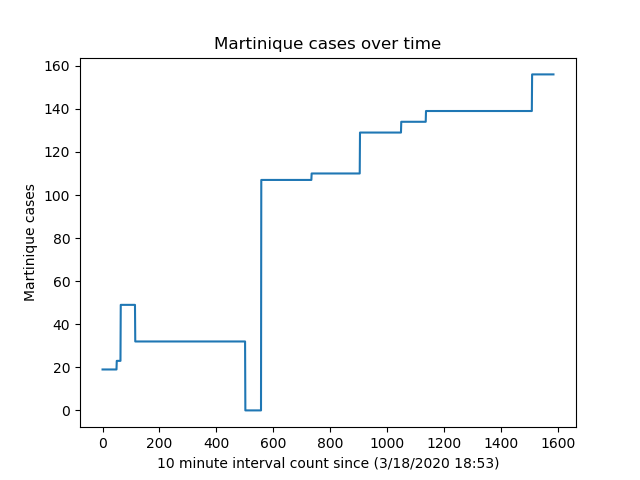 Martinique cases over time
160
140
120
100
80
60
40
20
0
Martinique cases
0 200 400 600 800 1000 1200 1400 1600
10 minute interval count since (3/18/2020 18:53)